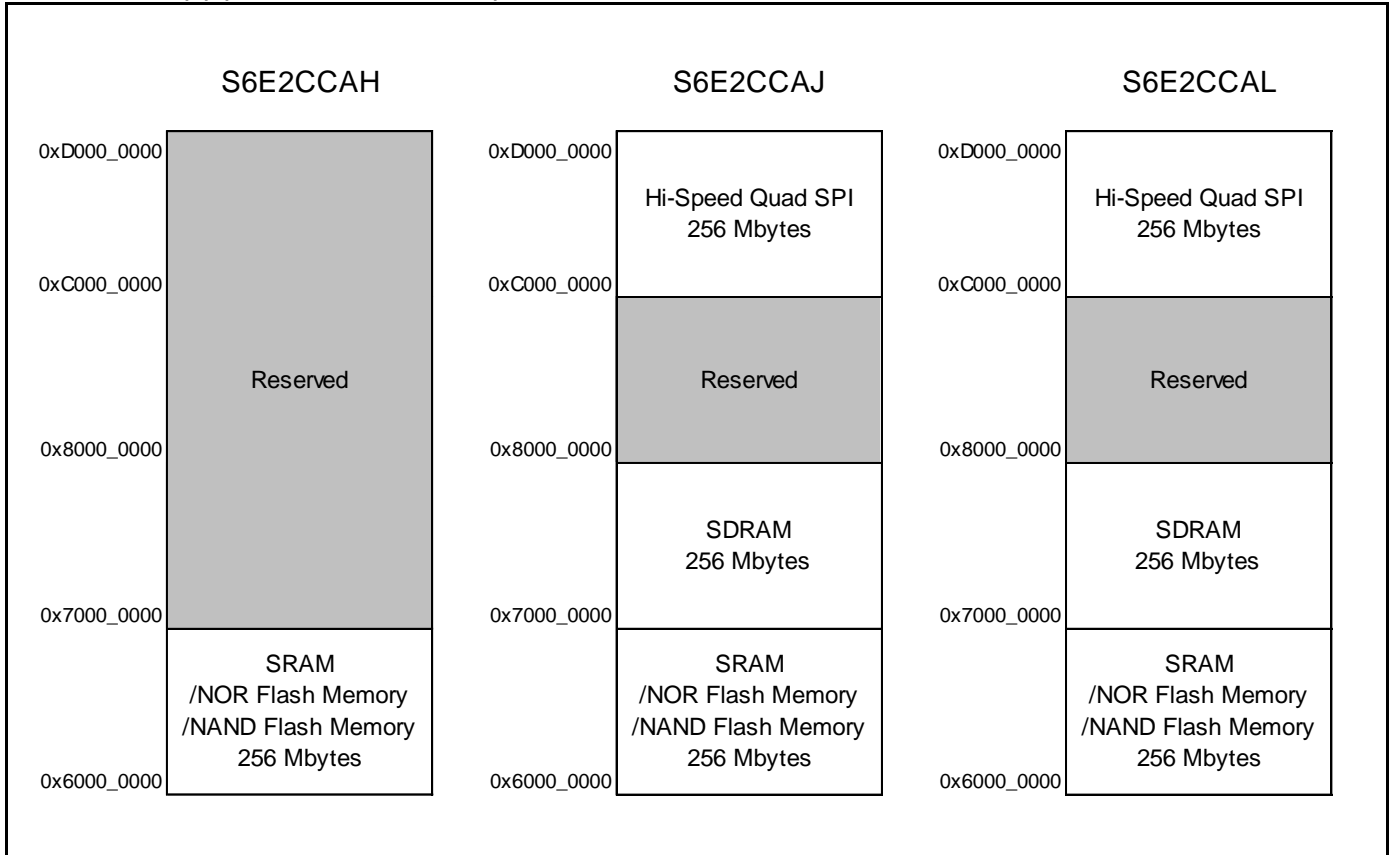 S6E2CCAH
0xD000_0000
0xC000_0000
Reserved
0x8000_0000
0x7000_0000
SRAM
/NOR Flash Memory
/NAND Flash Memory
256 Mbytes
0x6000_0000
S6E2CCAJ
0xD000_0000
Hi-Speed Quad SPI
256 Mbytes
0xC000_0000
Reserved
0x8000_0000
SDRAM
256 Mbytes
0x7000_0000
SRAM
/NOR Flash Memory
/NAND Flash Memory
256 Mbytes
0x6000_0000
S6E2CCAL
0xD000_0000
Hi-Speed Quad SPI
256 Mbytes
0xC000_0000
Reserved
0x8000_0000
SDRAM
256 Mbytes
0x7000_0000
SRAM
/NOR Flash Memory
/NAND Flash Memory
256 Mbytes
0x6000_0000